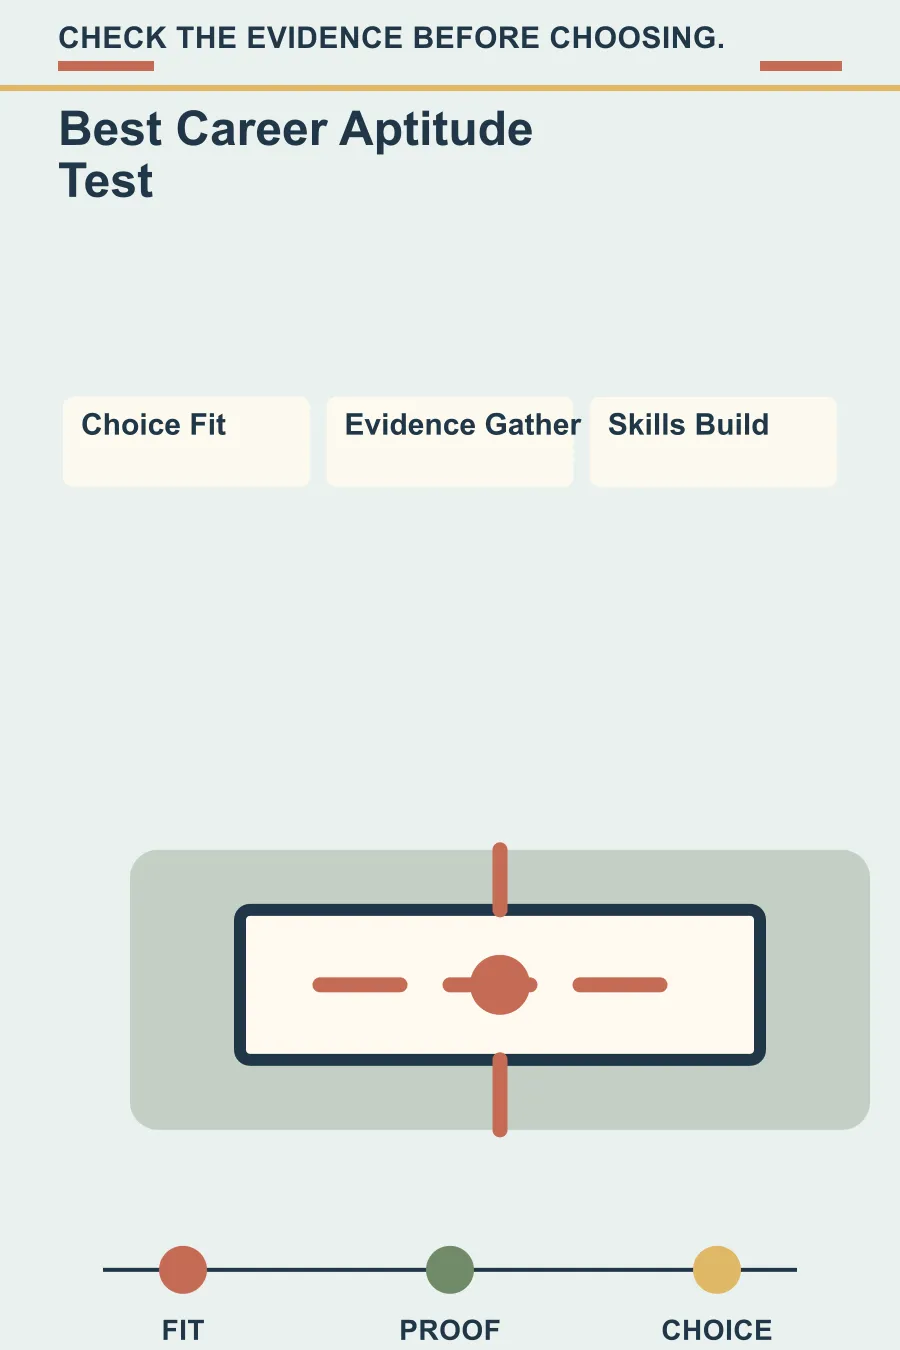 CHECK THE EVIDENCE BEFORE CHOOSING.
Best Career Aptitude
Test
Choice Fit
Evidence Gather
Skills Build
FIT
PROOF
CHOICE